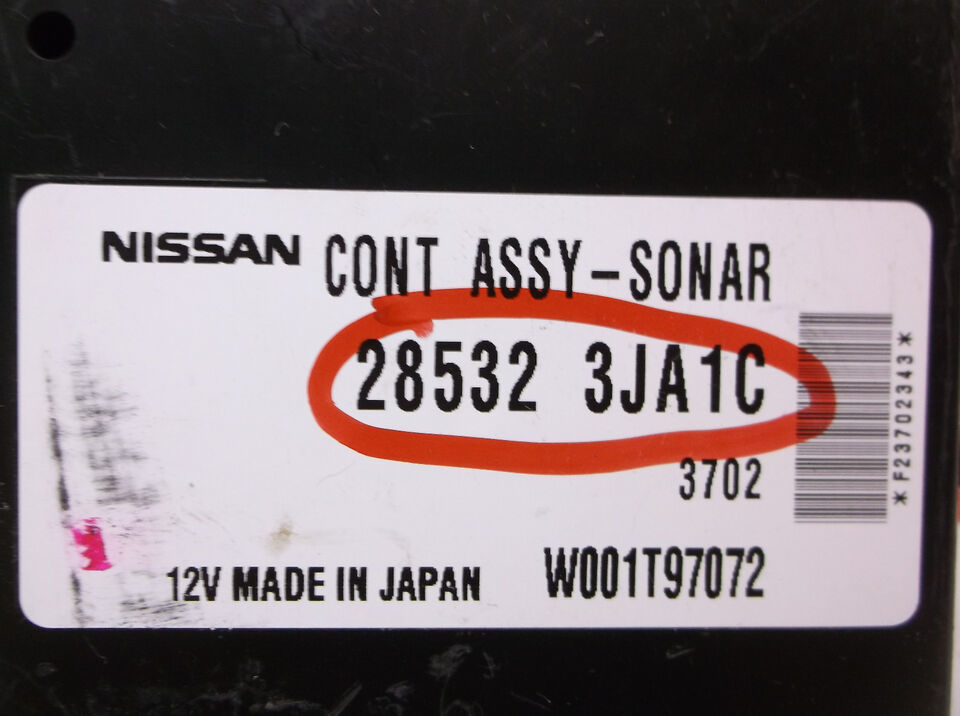 NISSAN CONT ASSY-SONAR
28532 3JA1C
3702
12V MADE IN JAPAN W001T97072
*F23702343*